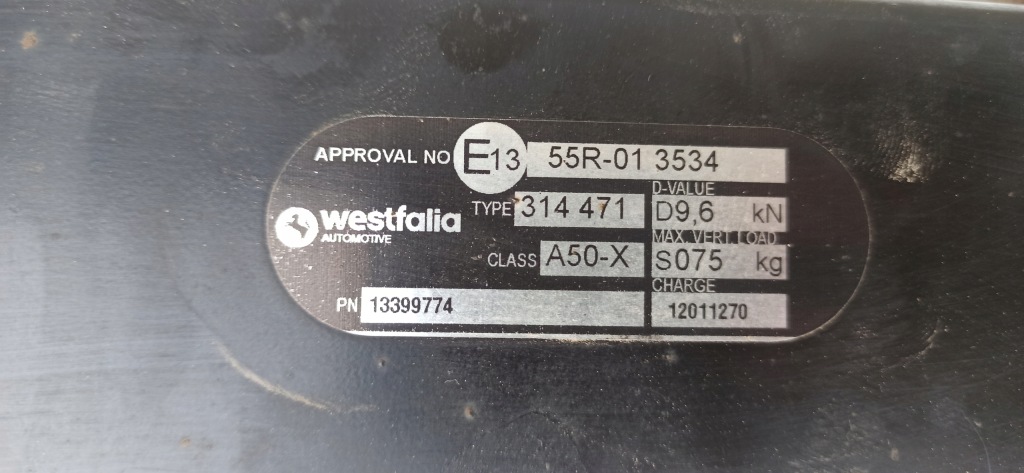 APPROVAL NO E13 55R-01 3534
TYPE 314 471
D-VALUE
D9,6 kN
westfalia
AUTOMOTIVE
CLASS A50-X
MAX. VERT. LOAD
S075 kg
PN 13399774
CHARGE
12011270